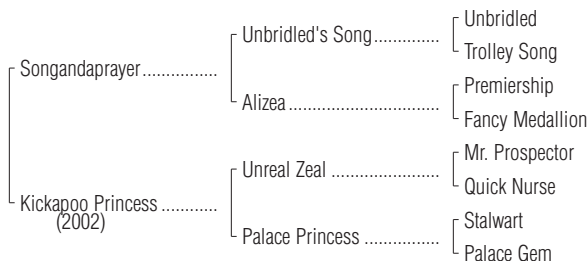 Unbridled
Unbridled's Song..............
Trolley Song
Songandaprayer................
Premiership
Alizea................................
Fancy Medallion
Mr. Prospector
Unreal Zeal .......................
Quick Nurse
Kickapoo Princess ............
(2002)
Stalwart
Palace Princess ................
Palace Gem